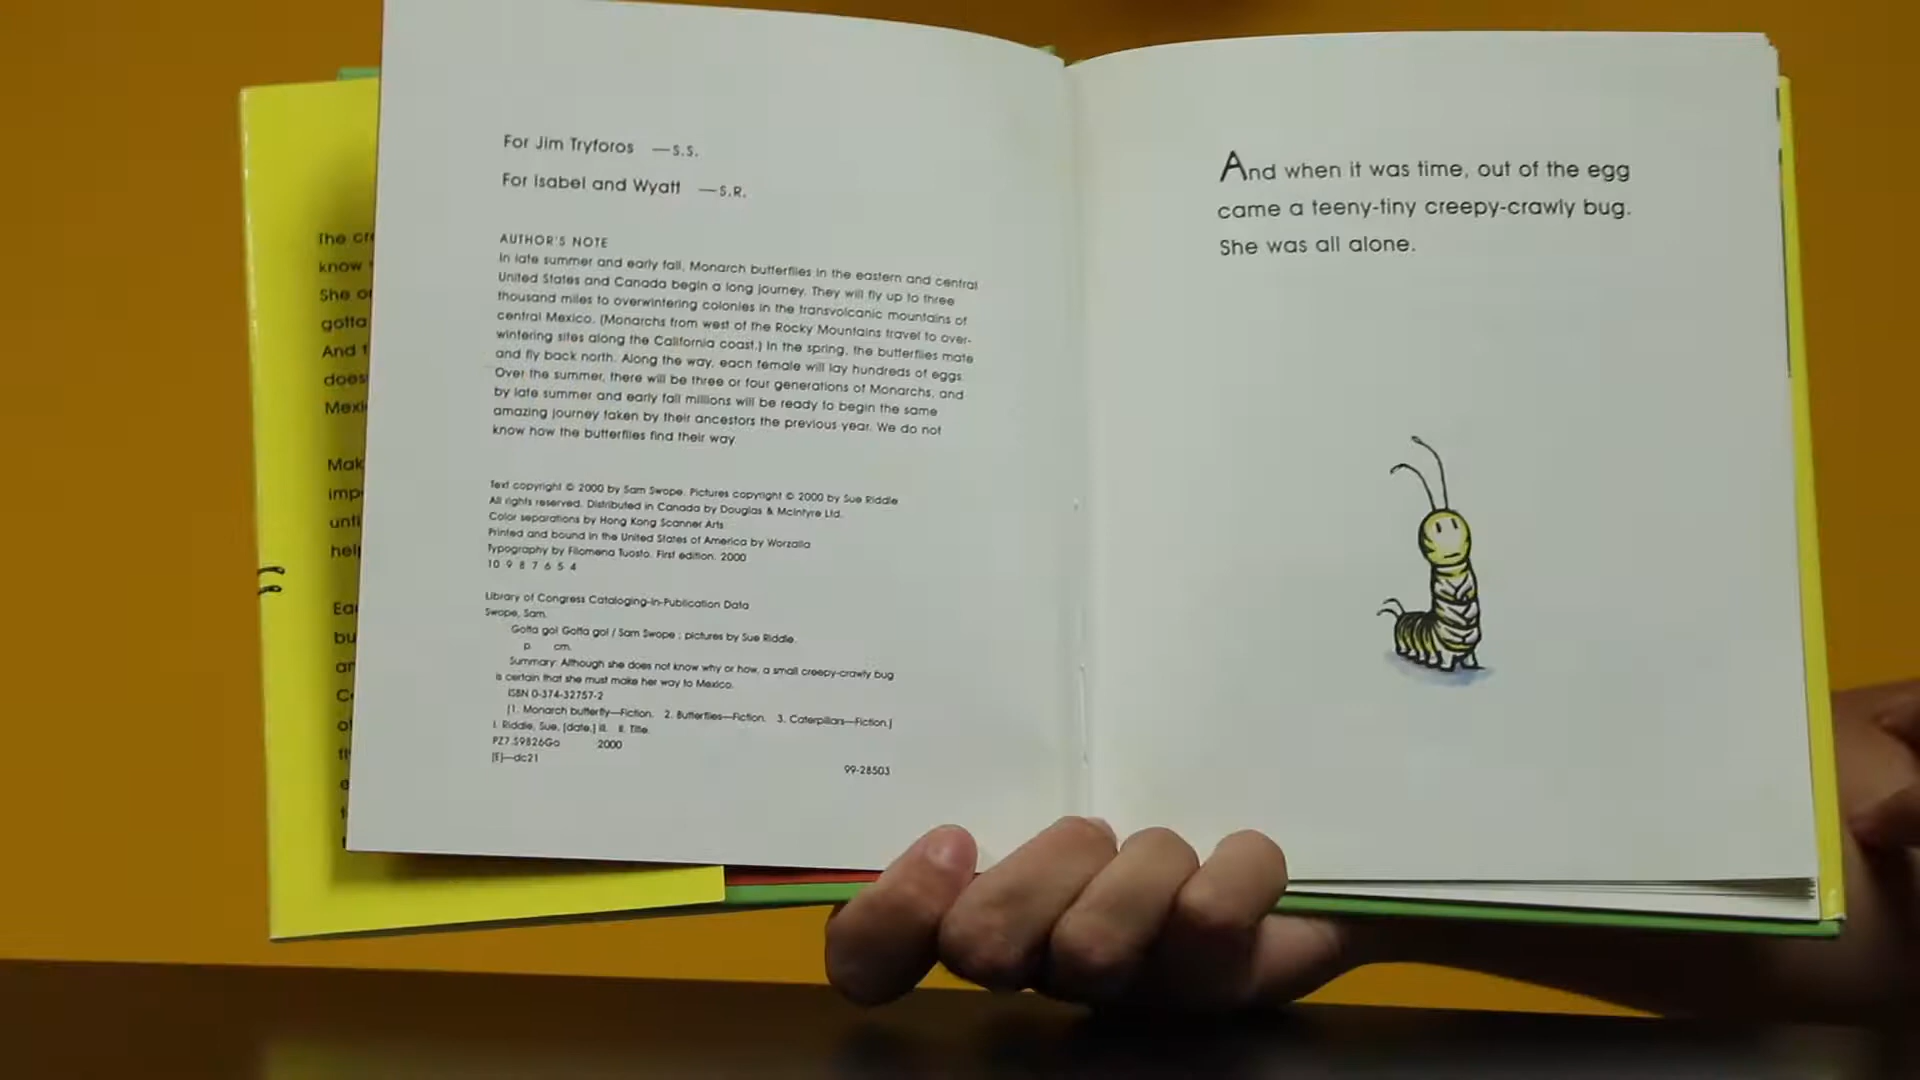 The
know
She
gotta
And
does
Mexi
Mak
imp
unti
help
For Jim Tryforos —S.S.
For Isabel and Wyatt —S.R.
AUTHOR'S NOTE
In late summer and early fall, Monarch butterflies in the eastern and central
United States and Canada begin a long journey. They will fly up to three
thousand miles to overwintering colonies in the transvolcanic mountains of
central Mexico. (Monarchs from west of the Rocky Mountains travel to over-
wintering sites along the California coast.) In the spring, the butterflies mate
and fly back north. Along the way, each female will lay hundreds of eggs.
Over the summer, there will be three or four generations of Monarchs, and
by late summer and early fall millions will be ready to begin the same
amazing journey taken by their ancestors the previous year. We do not
know how the butterflies find their way.
Text copyright © 2000 by Sam Swope. Pictures copyright © 2000 by Sue Riddle
All rights reserved. Distributed in Canada by Douglas & McIntyre Ltd.
Color separations by Hong Kong Scanner Arts
Printed and bound in the United States of America by Worzalla
Typography by Filomena Tuosto. First edition, 2000
10 9 8 7 6 5 4
Library of Congress Cataloging-in-Publication Data
Swope, Sam.
Gotta go! Gotta go! / Sam Swope ; pictures by Sue Riddle.
p cm.
Summary: Although she does not know why or how, a small creepy-crawly bug
is certain that she must make her way to Mexico.
ISBN 0-374-32757-2
[1. Monarch butterfly—Fiction. 2. Butterflies—Fiction. 3. Caterpillars—Fiction.]
I. Riddle, Sue, [date.] ill. II. Title.
PZ7.S9826Go 2000
[E]—dc21
99-28503
And when it was time, out of the egg
came a teeny-tiny creepy-crawly bug.
She was all alone.